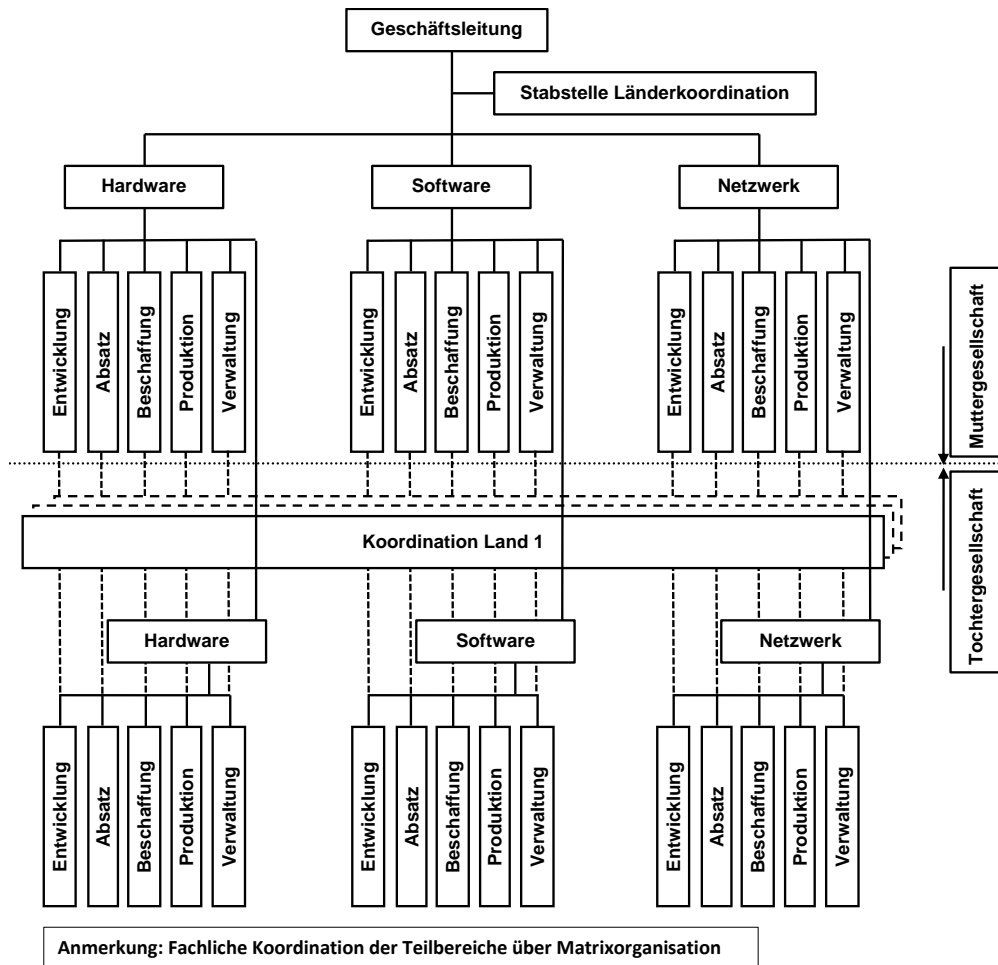 Geschäftsleitung
Stabstelle Länderkoordination
Hardware
Software
Netzwerk
Entwicklung
Absatz
Beschaffung
Produktion
Verwaltung
Entwicklung
Absatz
Beschaffung
Produktion
Verwaltung
Entwicklung
Absatz
Beschaffung
Produktion
Verwaltung
Muttergesellschaft
Koordination Land 1
Tochtergesellschaft
Hardware
Software
Netzwerk
Entwicklung
Absatz
Beschaffung
Produktion
Verwaltung
Entwicklung
Absatz
Beschaffung
Produktion
Verwaltung
Entwicklung
Absatz
Beschaffung
Produktion
Verwaltung
Anmerkung: Fachliche Koordination der Teilbereiche über Matrixorganisation